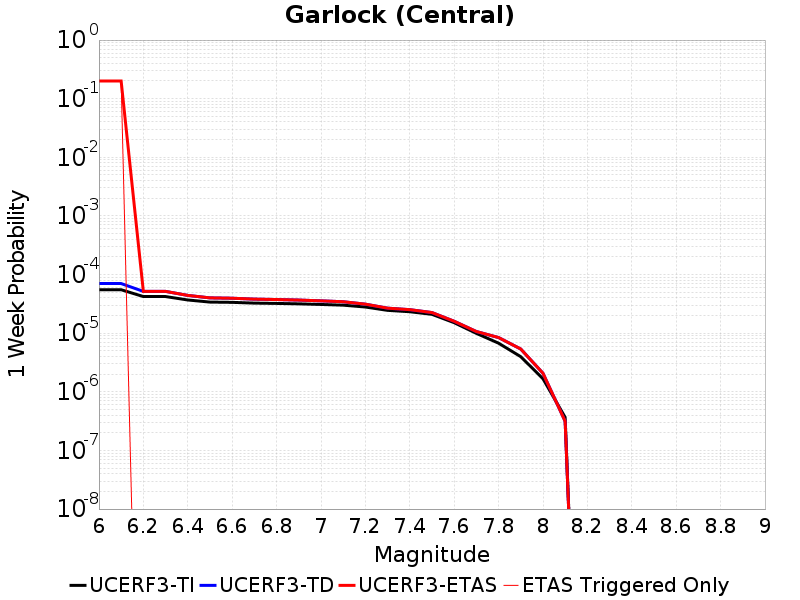 Garlock (Central)
1 Week Probability
10^0
10^-1
10^-2
10^-3
10^-4
10^-5
10^-6
10^-7
10^-8
6 6.2 6.4 6.6 6.8 7 7.2 7.4 7.6 7.8 8 8.2 8.4 8.6 8.8 9
Magnitude
UCERF3-TI UCERF3-TD UCERF3-ETAS ETAS Triggered Only